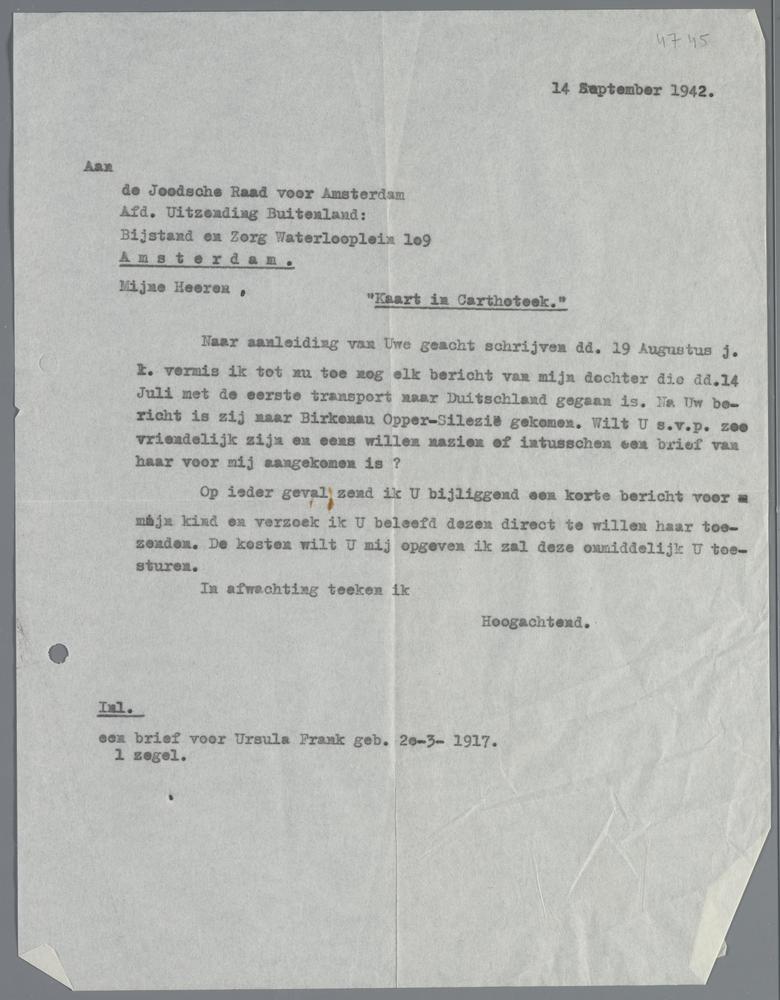 4745
14 September 1942.
Aan
de Joodsche Raad voor Amsterdam
Afd. Uitzending Buitenland:
Bijstand en Zorg Waterlooplein 1o9
A m s t e r d a m .
Mijne Heeren ,
"Kaart in Carthoteek."
Naar aanleiding van Uwe geacht schrijven dd. 19 Augustus j.
l. vermis ik tot nu toe nog elk bericht van mijn dochter die dd.14
Juli met de eerste transport naar Duitschland gegaan is. Na Uw be-
richt is zij naar Birkenau Opper-Silezië gekomen. Wilt U s.v.p. zoo
vriendelijk zijn en eens willen nazien of intusschen een brief van
haar voor mij aangekomen is ?
Op ieder geval zend ik U bijliggend een korte bericht voor
mijn kind en verzoek ik U beleefd dezen direct te willen haar toe-
zenden. De kosten wilt U mij opgeven ik zal deze onmiddelijk U toe-
sturen.
In afwachting teeken ik
Hoogachtend.
Inl.
een brief voor Ursula Frank geb. 2o-3- 1917.
1 zegel.